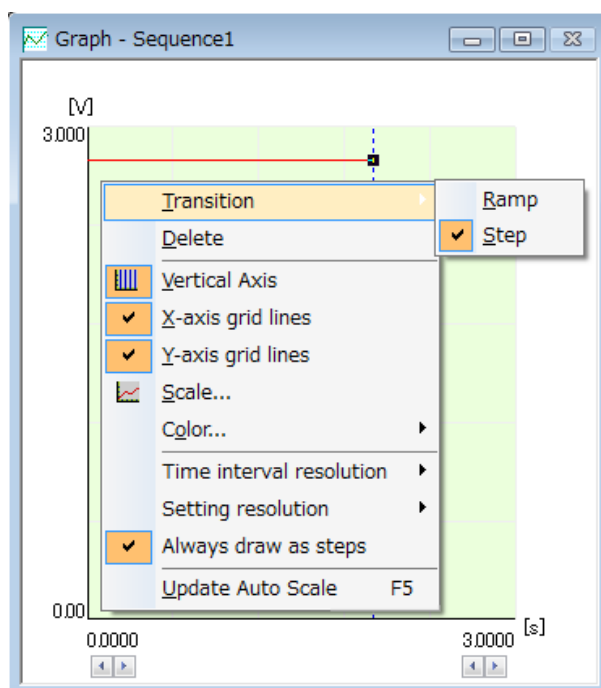 Graph - Sequence1
[V]
3.000
Transition
Ramp
Step
Delete
Vertical Axis
X-axis grid lines
Y-axis grid lines
Scale...
Color...
Time interval resolution
Setting resolution
Always draw as steps
Update Auto Scale F5
0.00
0.0000
3.0000 [s]